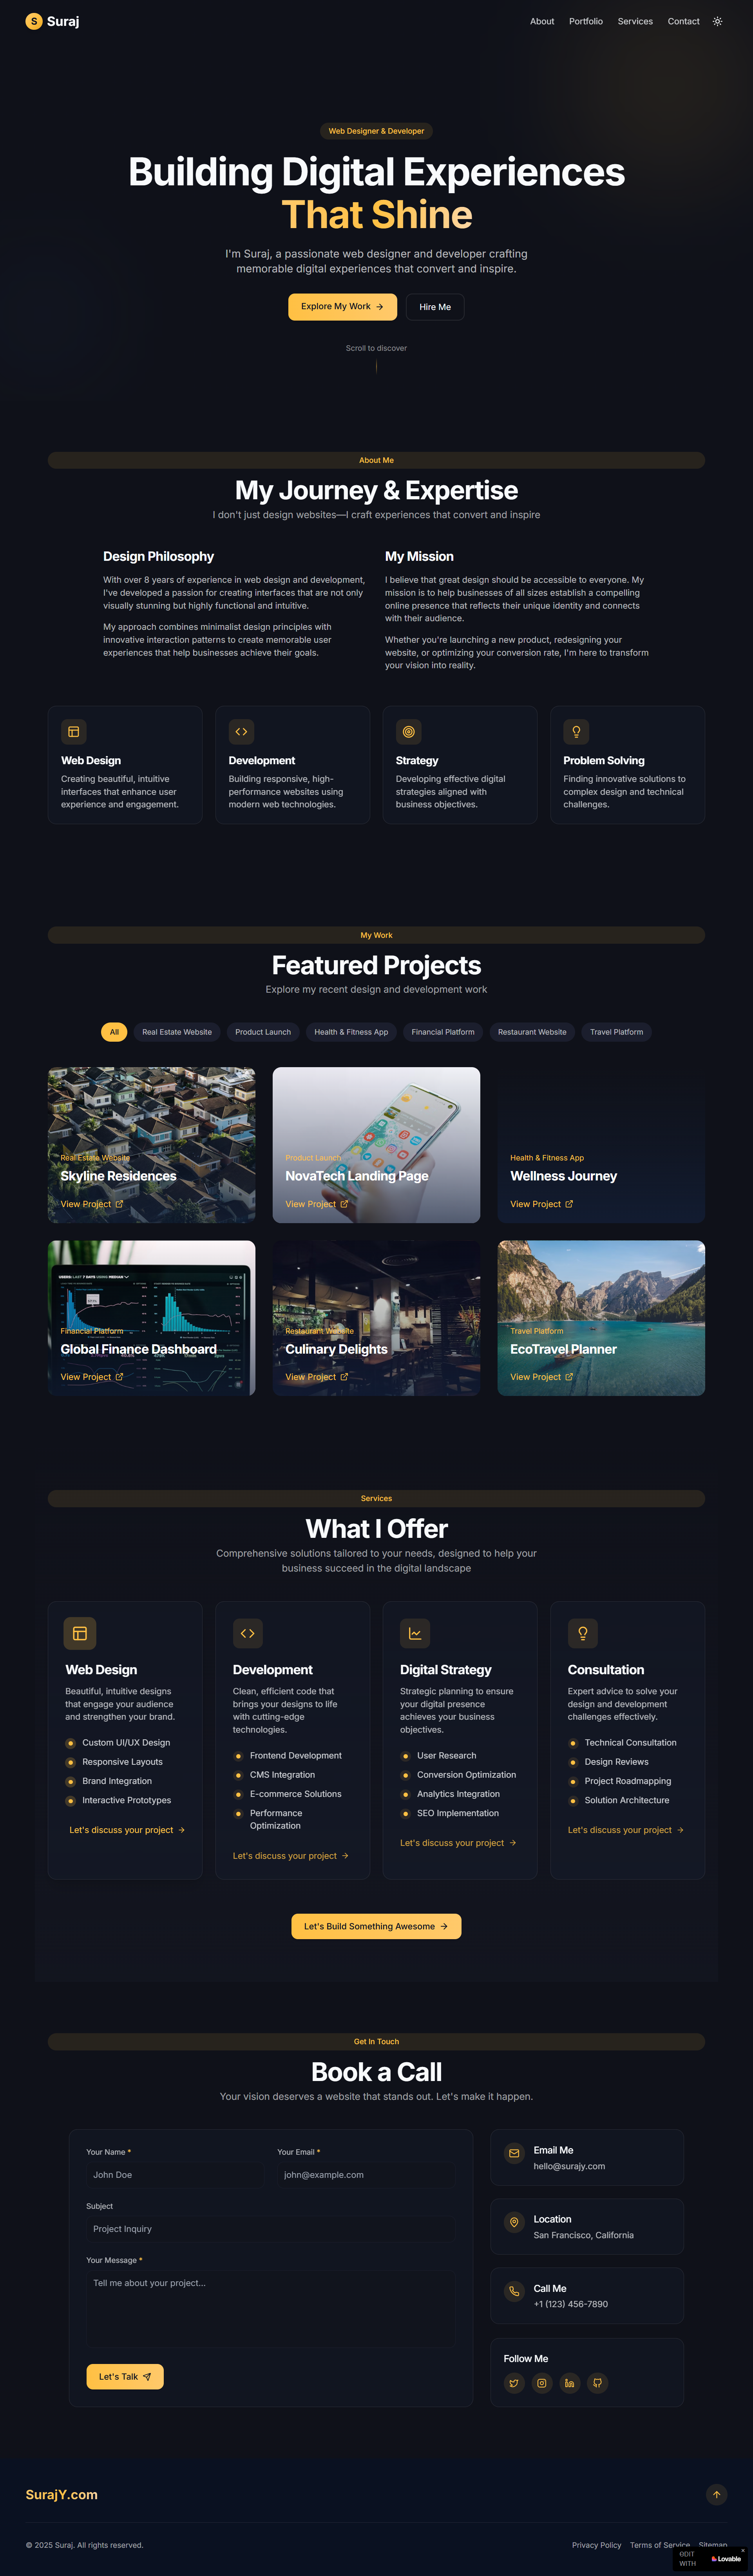 S Suraj
About Portfolio Services Contact
Web Designer & Developer
Building Digital Experiences
That Shine
I'm Suraj, a passionate web designer and developer crafting
memorable digital experiences that convert and inspire.
Explore My Work
Hire Me
Scroll to discover
About Me
My Journey & Expertise
I don't just design websites—I craft experiences that convert and inspire
Design Philosophy
With over 8 years of experience in web design and development,
I've developed a passion for creating interfaces that are not only
visually stunning but highly functional and intuitive.
My approach combines minimalist design principles with
innovative interaction patterns to create memorable user
experiences that help businesses achieve their goals.
My Mission
I believe that great design should be accessible to everyone. My
mission is to help businesses of all sizes establish a compelling
online presence that reflects their unique identity and connects
with their audience.
Whether you're launching a new product, redesigning your
website, or optimizing your conversion rate, I'm here to transform
your vision into reality.
Web Design
Creating beautiful, intuitive
interfaces that enhance user
experience and engagement.
Development
Building responsive, high-
performance websites using
modern web technologies.
Strategy
Developing effective digital
strategies aligned with
business objectives.
Problem Solving
Finding innovative solutions to
complex design and technical
challenges.
My Work
Featured Projects
Explore my recent design and development work
All
Real Estate Website
Product Launch
Health & Fitness App
Financial Platform
Restaurant Website
Travel Platform
Real Estate Website
Skyline Residences
View Project
Product Launch
NovaTech Landing Page
View Project
Health & Fitness App
Wellness Journey
View Project
USERS: LAST 7 DAYS USING MEDIAN
Financial Platform
Global Finance Dashboard
View Project
Restaurant Website
Culinary Delights
View Project
Travel Platform
EcoTravel Planner
View Project
Services
What I Offer
Comprehensive solutions tailored to your needs, designed to help your
business succeed in the digital landscape
Web Design
Beautiful, intuitive designs
that engage your audience
and strengthen your brand.
Custom UI/UX Design
Responsive Layouts
Brand Integration
Interactive Prototypes
Let's discuss your project
Development
Clean, efficient code that
brings your designs to life
with cutting-edge
technologies.
Frontend Development
CMS Integration
E-commerce Solutions
Performance
Optimization
Let's discuss your project
Digital Strategy
Strategic planning to ensure
your digital presence
achieves your business
objectives.
User Research
Conversion Optimization
Analytics Integration
SEO Implementation
Let's discuss your project
Consultation
Expert advice to solve your
design and development
challenges effectively.
Technical Consultation
Design Reviews
Project Roadmapping
Solution Architecture
Let's discuss your project
Let's Build Something Awesome
Get In Touch
Book a Call
Your vision deserves a website that stands out. Let's make it happen.
Your Name *
John Doe
Your Email *
john@example.com
Subject
Project Inquiry
Your Message *
Tell me about your project...
Let's Talk
Email Me
hello@surajy.com
Location
San Francisco, California
Call Me
+1 (123) 456-7890
Follow Me
SurajY.com
© 2025 Suraj. All rights reserved.
Privacy Policy Terms of Service Sitemap
EDIT WITH Lovable